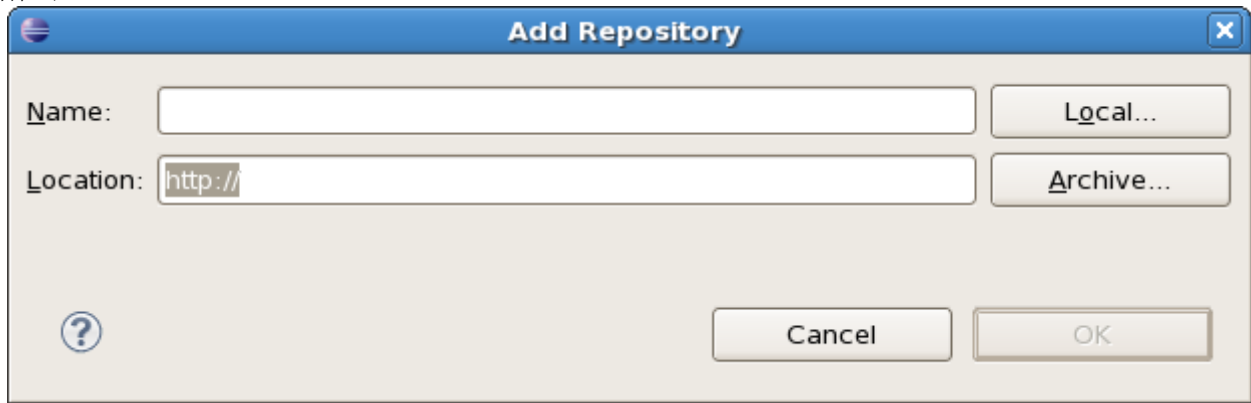 Add Repository
Name:
Local...
Location: http://
Archive...
?
Cancel
OK